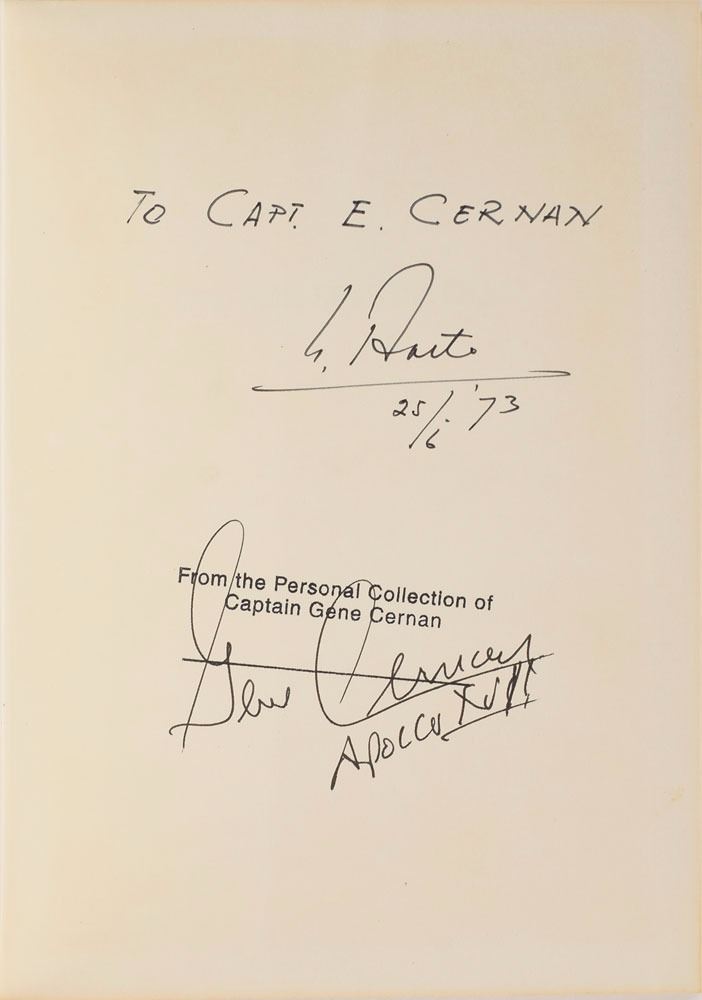 TO CAPT. E. CERNAN
25/6 '73
From the Personal Collection of
Captain Gene Cernan
Gene Cernan
APOLLO XVII